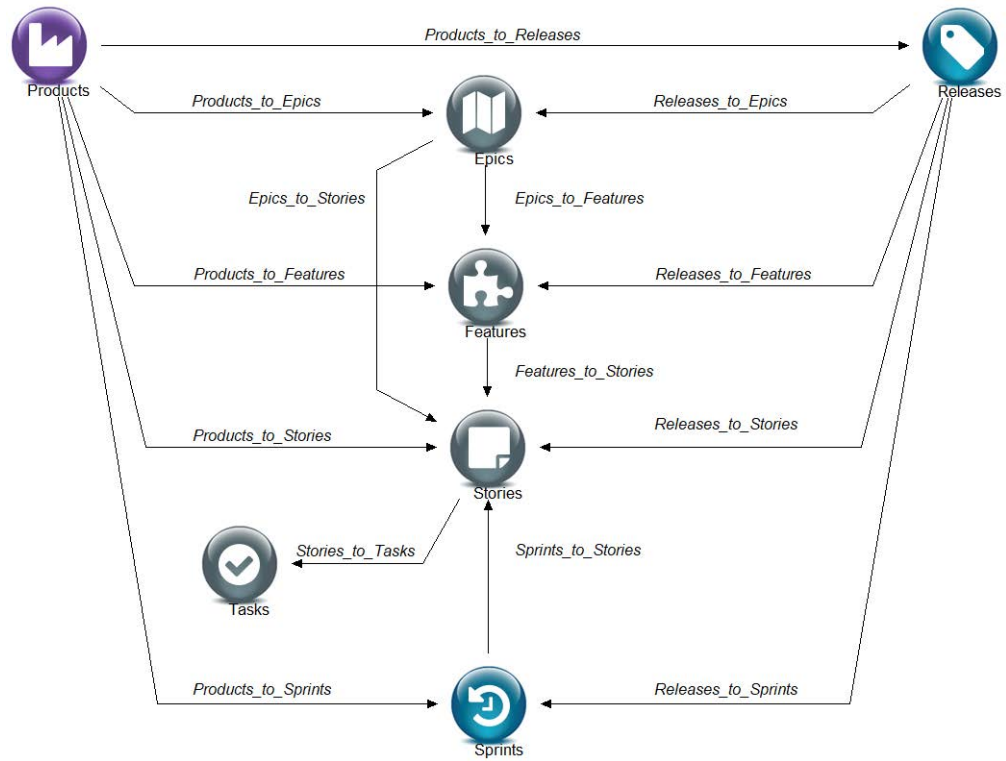 Products_to_Releases
Products
Releases
Products_to_Epics
Releases_to_Epics
Epics
Epics_to_Stories
Epics_to_Features
Products_to_Features
Releases_to_Features
Features
Features_to_Stories
Products_to_Stories
Releases_to_Stories
Stories
Stories_to_Tasks
Sprints_to_Stories
Tasks
Products_to_Sprints
Releases_to_Sprints
Sprints